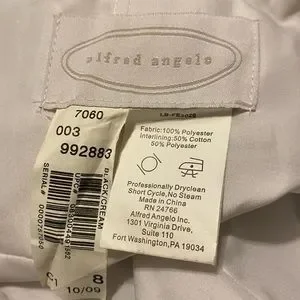 alfred angelo
7060
003
992883
BLACK/CREAM
SERIAL#
8
10/09
Fabric:100% Polyester
Interlining:50% Cotton
50% Polyester
Professionally Dryclean
Short Cycle,No Steam
Made in China
RN 24766
Alfred Angelo Inc.
1301 Virginia Drive,
Suite 110
Fort Washington,PA 19034